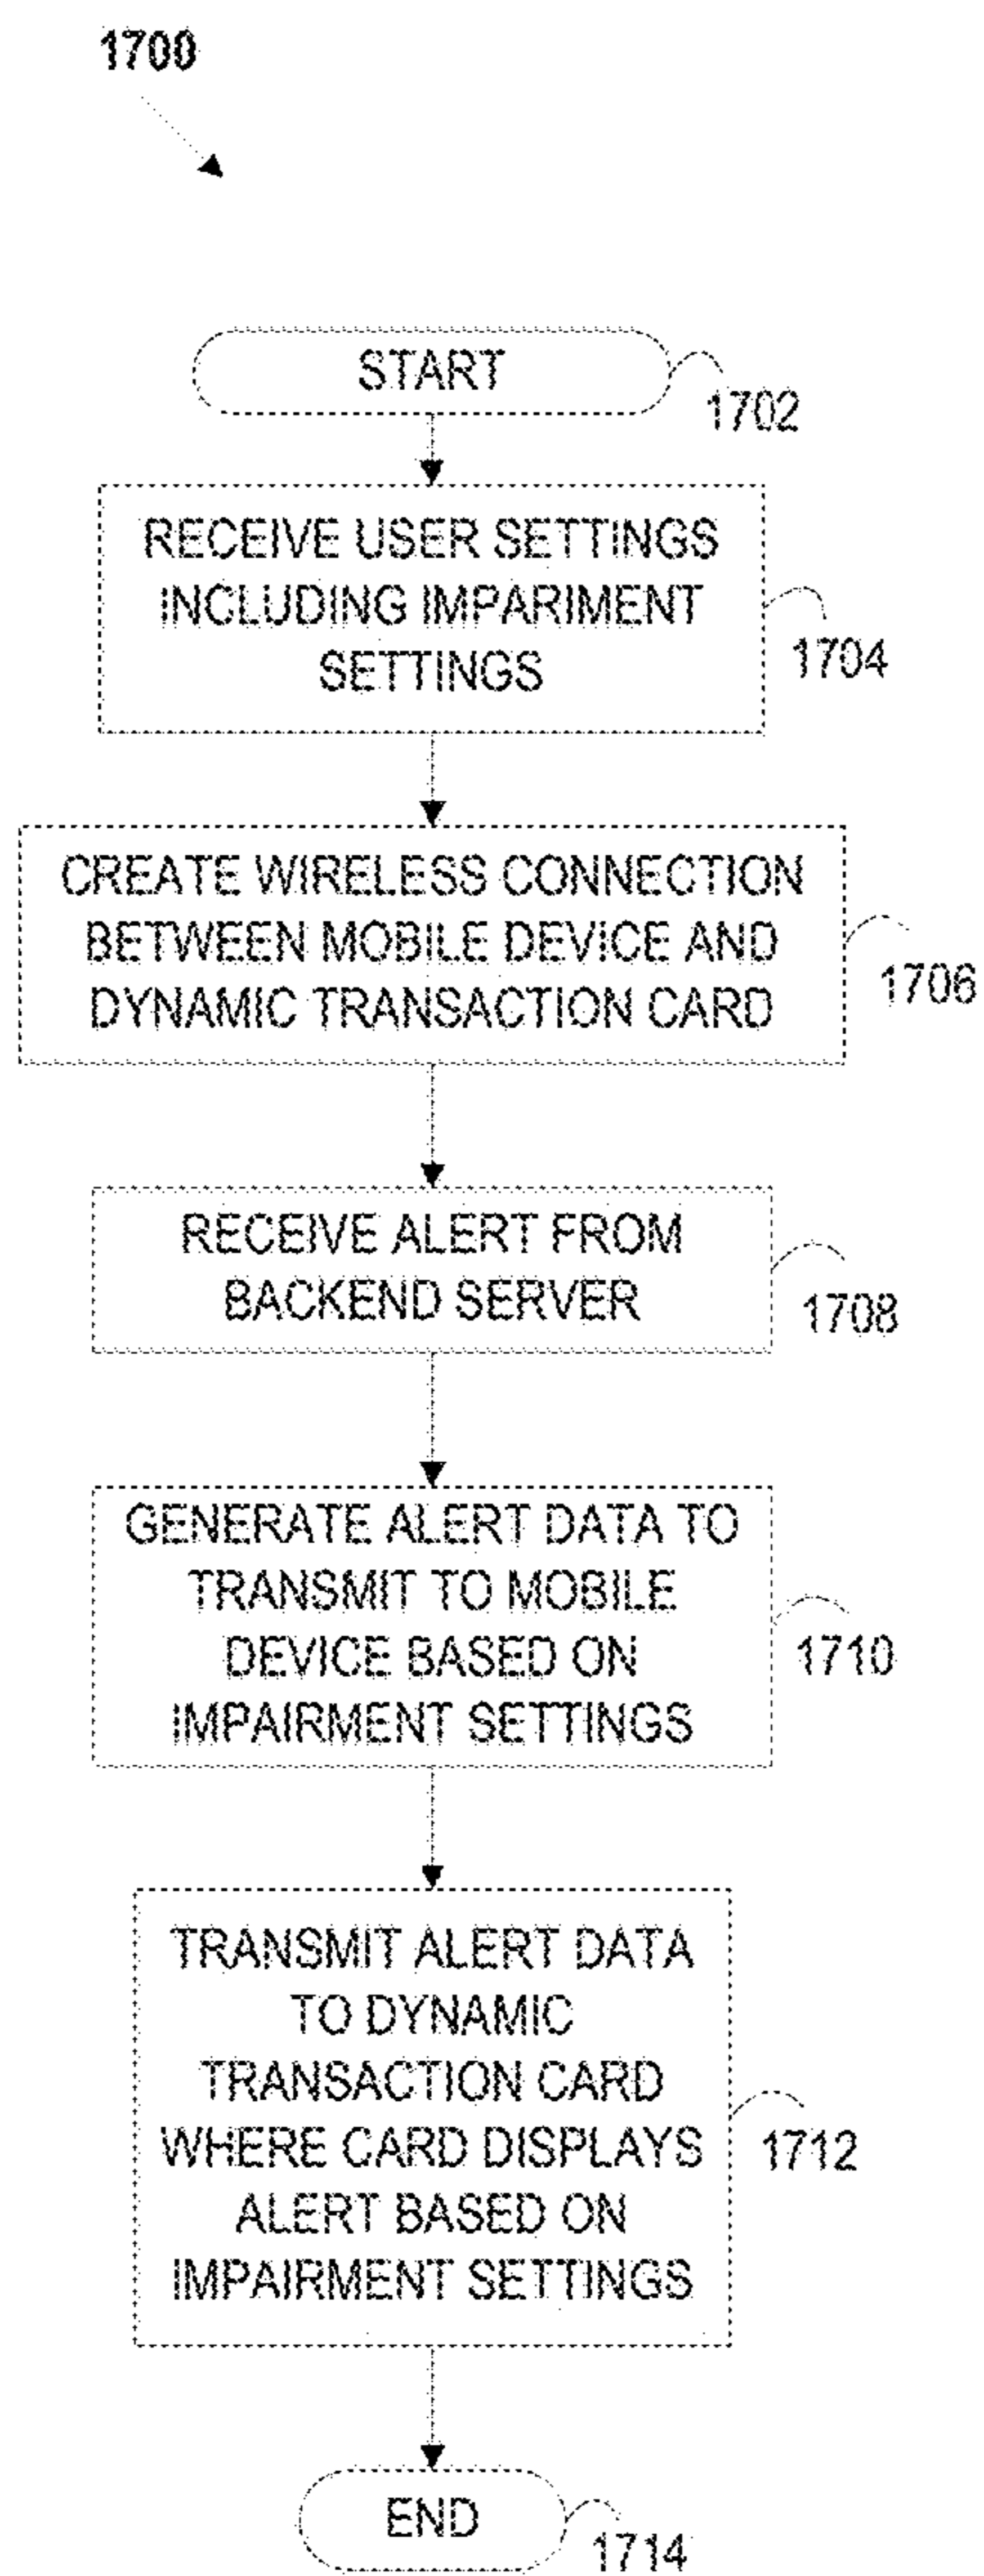 1700
START
1702
RECEIVE USER SETTINGS
INCLUDING IMPARIMENT
SETTINGS
1704
CREATE WIRELESS CONNECTION
BETWEEN MOBILE DEVICE AND
DYNAMIC TRANSACTION CARD
1706
RECEIVE ALERT FROM
BACKEND SERVER
1708
GENERATE ALERT DATA TO
TRANSMIT TO MOBILE
DEVICE BASED ON
IMPAIRMENT SETTINGS
1710
TRANSMIT ALERT DATA
TO DYNAMIC
TRANSACTION CARD
WHERE CARD DISPLAYS
ALERT BASED ON
IMPAIRMENT SETTINGS
1712
END
1714